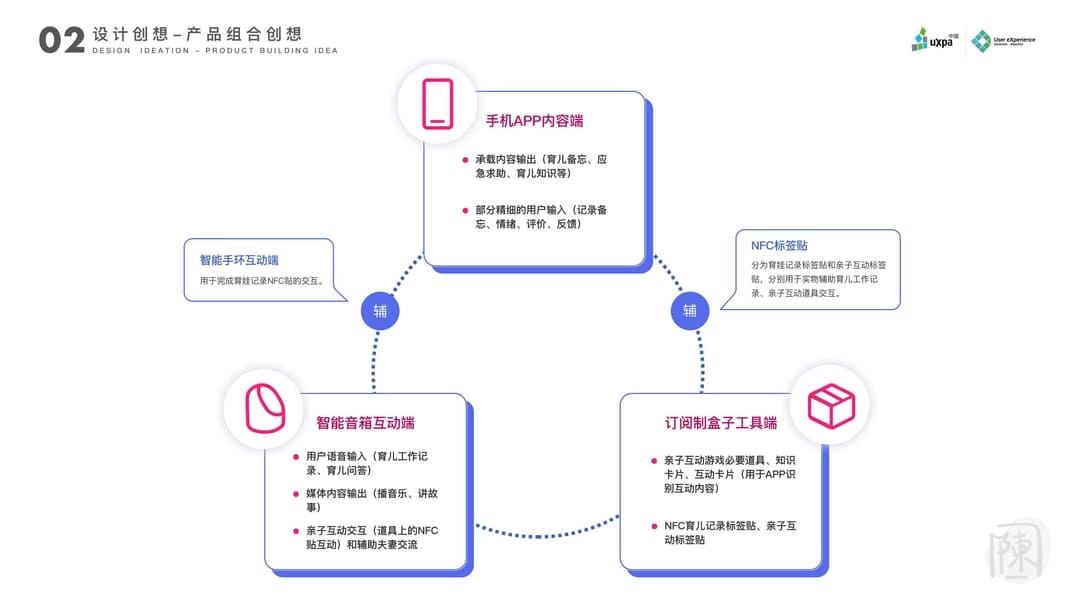 02 设计创想–产品组合创想
DESIGN IDEATION – PRODUCT BUILDING IDEA
uxpa 中国
User eXperience
手机APP内容端
承载内容输出（育儿备忘、应
急求助、育儿知识等）
部分精细的用户输入（记录备
忘、情绪、评价、反馈）
智能手环互动端
用于完成育娃记录NFC贴的交互。
NFC标签贴
分为育娃记录标签贴和亲子互动标签
贴，分别用于实物辅助育儿工作记
录、亲子互动道具交互。
辅
辅
智能音箱互动端
用户语音输入（育儿工作记
录、育儿问答）
媒体内容输出（播音乐、讲故
事）
亲子互动交互（道具上的NFC
贴互动）和辅助夫妻交流
订阅制盒子工具端
亲子互动游戏必要道具、知识
卡片、互动卡片（用于APP识
别互动内容）
NFC育儿记录标签贴、亲子互
动标签贴
陳